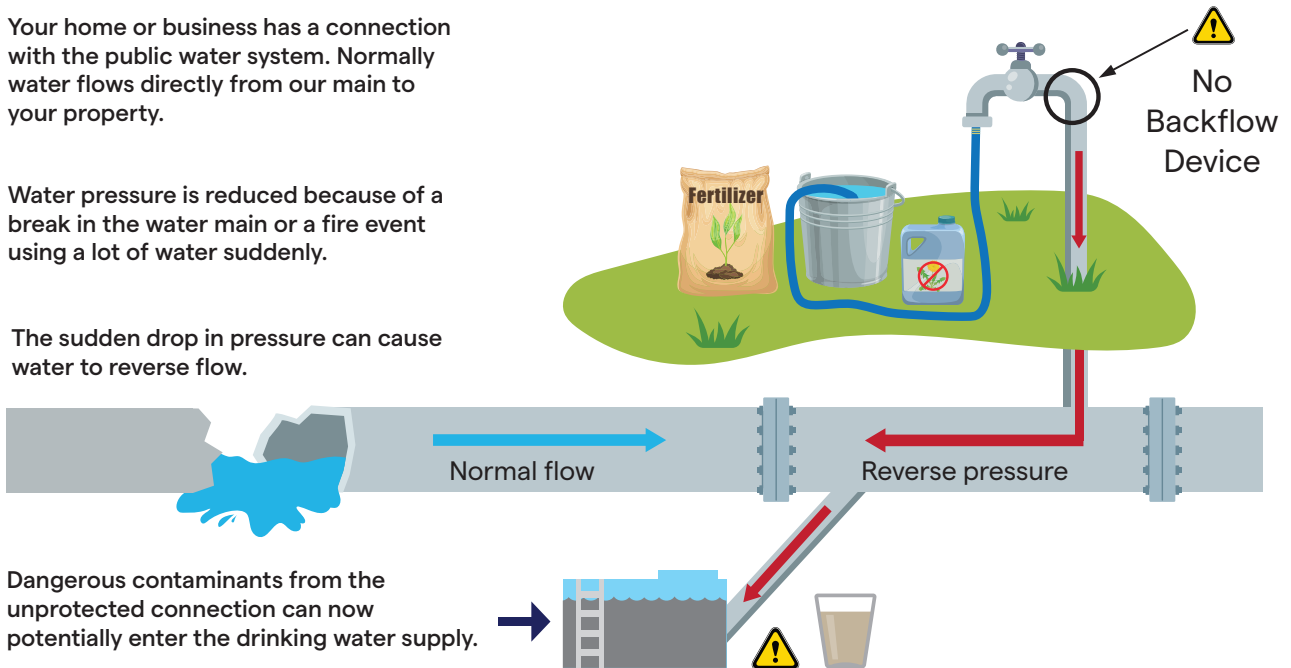 Your home or business has a connection
with the public water system. Normally
water flows directly from our main to
your property.
Water pressure is reduced because of a
break in the water main or a fire event
using a lot of water suddenly.
The sudden drop in pressure can cause
water to reverse flow.
No
Backflow
Device
Fertilizer
Normal flow
Reverse pressure
Dangerous contaminants from the
unprotected connection can now
potentially enter the drinking water supply.